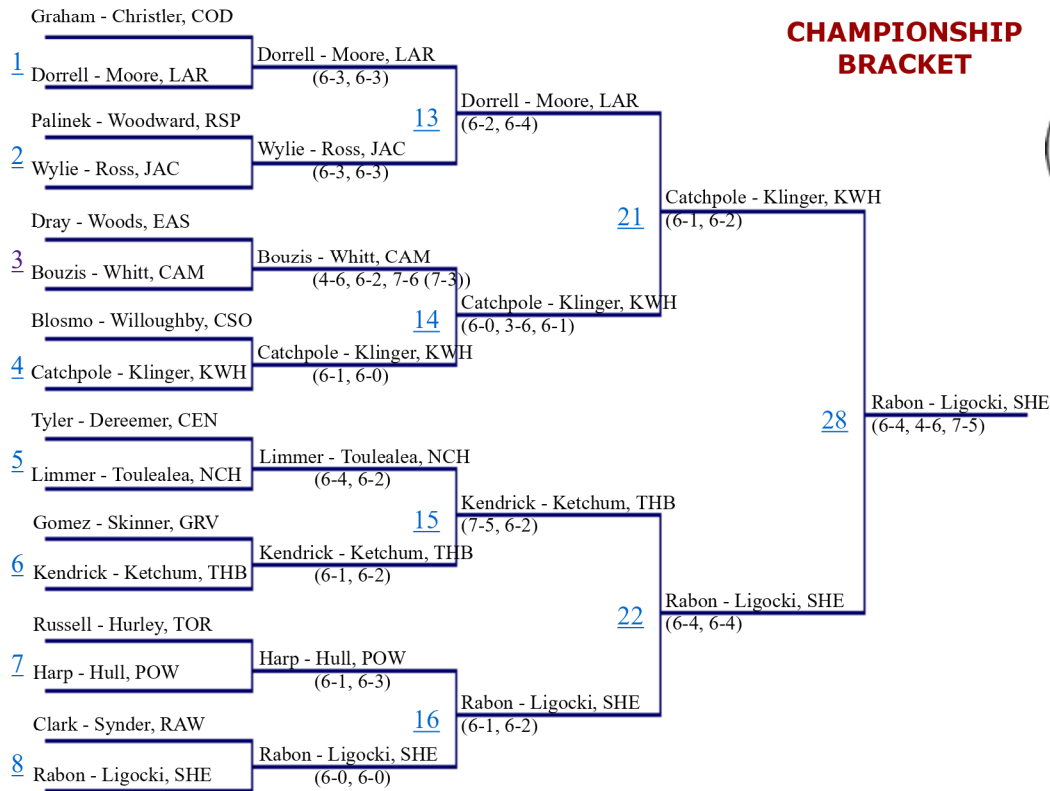 CHAMPIONSHIP
BRACKET
Graham - Christler, COD
1
Dorrell - Moore, LAR
Palinek - Woodward, RSP
2
Wylie - Ross, JAC
Dray - Woods, EAS
3
Bouzis - Whitt, CAM
Blosmo - Willoughby, CSO
4
Catchpole - Klinger, KWH
Tyler - Dereemer, CEN
5
Limmer - Toulealea, NCH
Gomez - Skinner, GRV
6
Kendrick - Ketchum, THB
Russell - Hurley, TOR
7
Harp - Hull, POW
Clark - Synder, RAW
8
Rabon - Ligocki, SHE
Dorrell - Moore, LAR
(6-3, 6-3)
13
Wylie - Ross, JAC
(6-3, 6-3)
Bouzis - Whitt, CAM
(4-6, 6-2, 7-6 (7-3))
14
Catchpole - Klinger, KWH
(6-1, 6-0)
Limmer - Toulealea, NCH
(6-4, 6-2)
15
Kendrick - Ketchum, THB
(6-1, 6-2)
Harp - Hull, POW
(6-1, 6-3)
16
Rabon - Ligocki, SHE
(6-0, 6-0)
Dorrell - Moore, LAR
(6-2, 6-4)
21
Catchpole - Klinger, KWH
(6-0, 3-6, 6-1)
Kendrick - Ketchum, THB
(7-5, 6-2)
22
Rabon - Ligocki, SHE
(6-1, 6-2)
Catchpole - Klinger, KWH
(6-1, 6-2)
28
Rabon - Ligocki, SHE
(6-4, 6-4)
Rabon - Ligocki, SHE
(6-4, 4-6, 7-5)